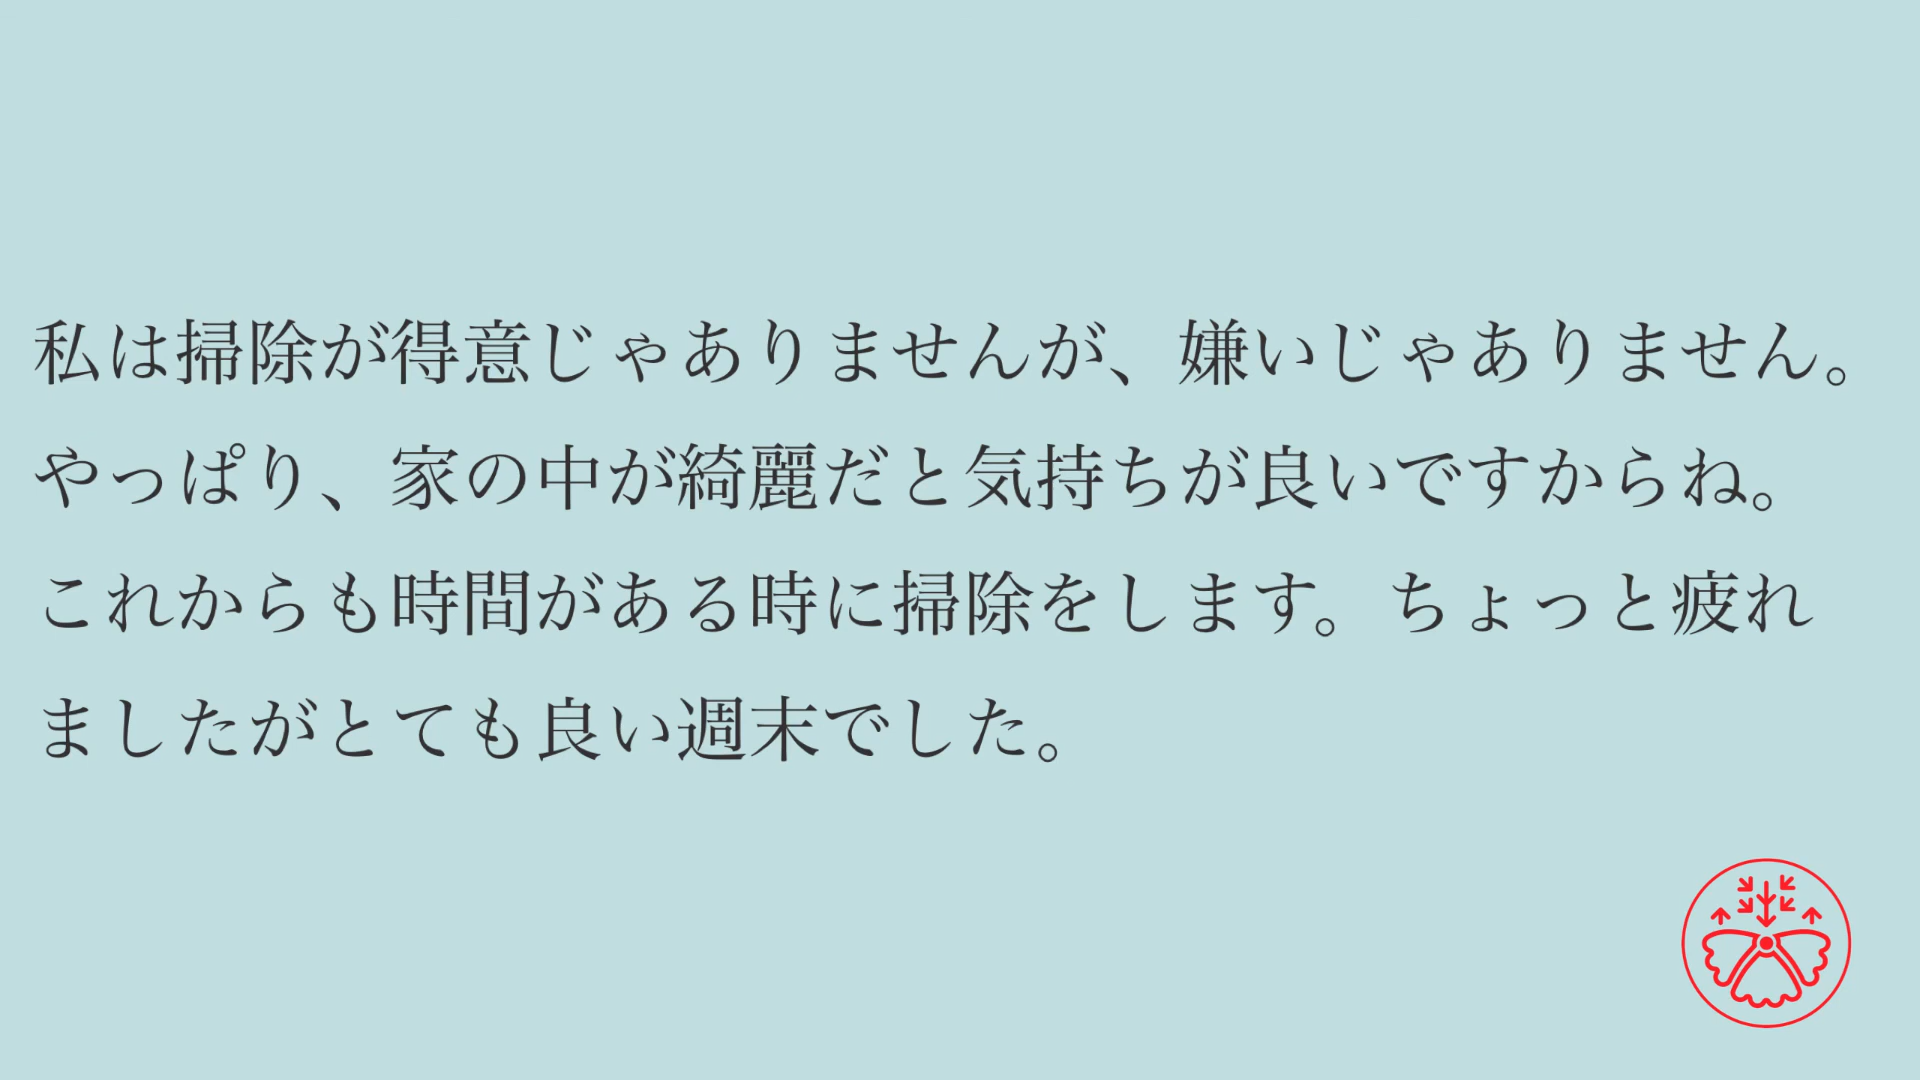 私は掃除が得意じゃありませんが、嫌いじゃありません。
やっぱり、家の中が綺麗だと気持ちが良いですからね。
これからも時間がある時に掃除をします。ちょっと疲れ
ましたがとても良い週末でした。